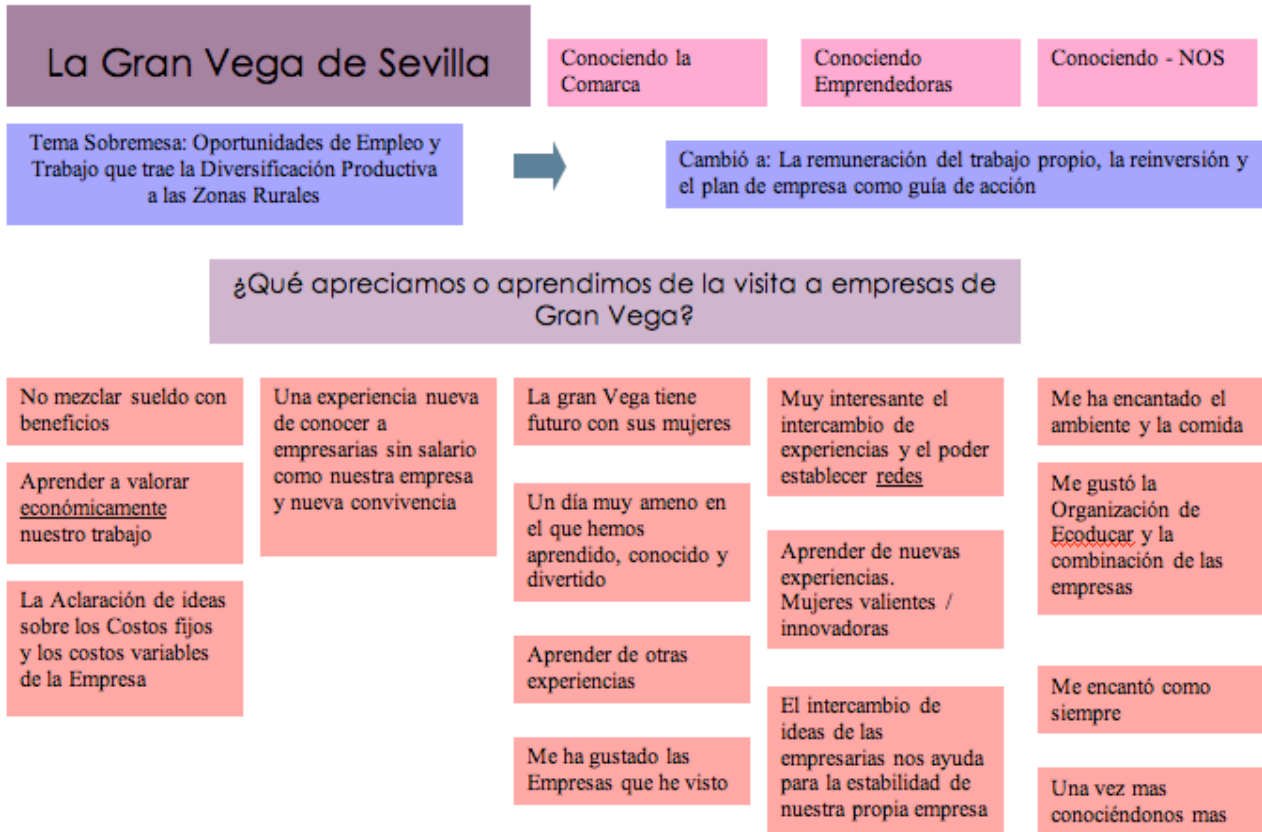 La Gran Vega de Sevilla
Conociendo la
Comarca
Conociendo
Emprendedoras
Conociendo - NOS
Tema Sobremesa: Oportunidades de Empleo y
Trabajo que trae la Diversificación Productiva
a las Zonas Rurales
Cambió a: La remuneración del trabajo propio, la reinversión y
el plan de empresa como guía de acción
¿Qué apreciamos o aprendimos de la visita a empresas de
Gran Vega?
No mezclar sueldo con
beneficios
Aprender a valorar
económicamente
nuestro trabajo
La Aclaración de ideas
sobre los Costos fijos
y los costos variables
de la Empresa
Una experiencia nueva
de conocer a
empresarias sin salario
como nuestra empresa
y nueva convivencia
La gran Vega tiene
futuro con sus mujeres
Un día muy ameno en
el que hemos
aprendido, conocido y
divertido
Aprender de otras
experiencias
Me ha gustado las
Empresas que he visto
Muy interesante el
intercambio de
experiencias y el poder
establecer redes
Aprender de nuevas
experiencias.
Mujeres valientes /
innovadoras
El intercambio de
ideas de las
empresarias nos ayuda
para la estabilidad de
nuestra propia empresa
Me ha encantado el
ambiente y la comida
Me gustó la
Organización de
Ecoducar y la
combinación de las
empresas
Me encantó como
siempre
Una vez mas
conociéndonos mas